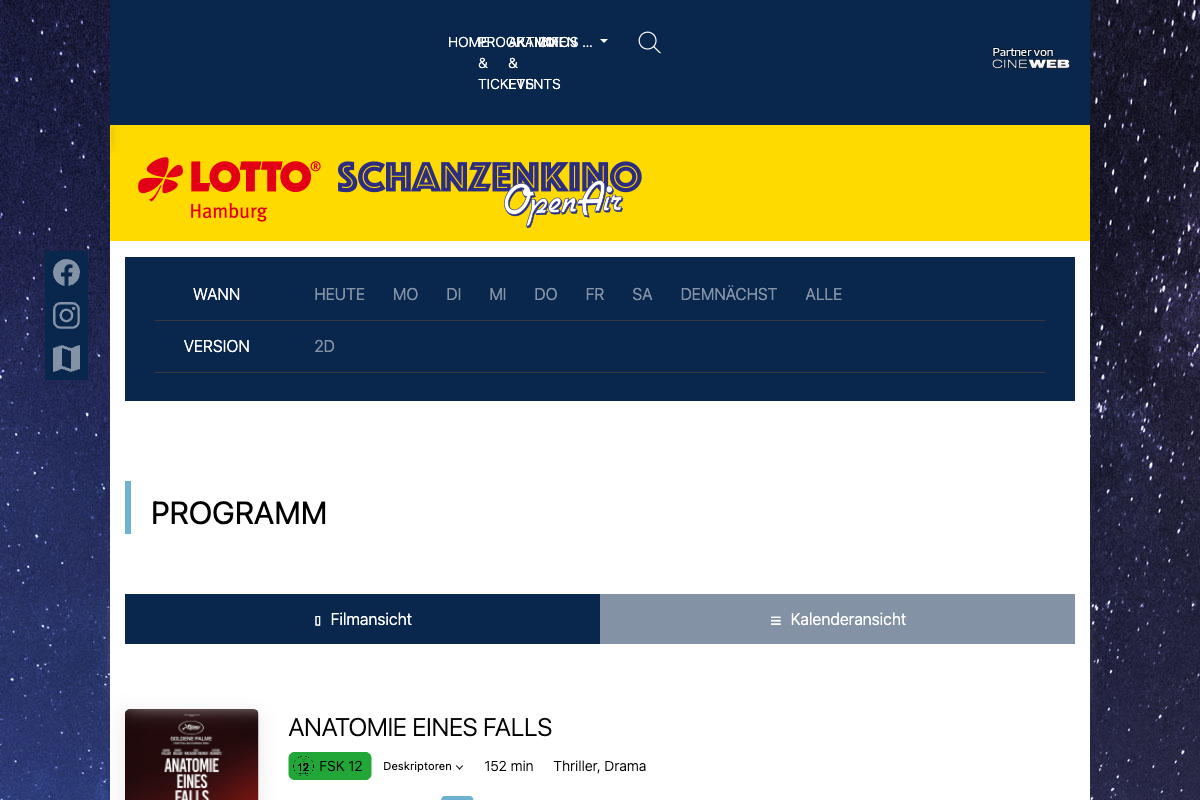 HOME
PROGRAMM & TICKETS
AKTIONEN & EVENTS
...
Partner von
CINEWEB
LOTTO®
Hamburg
SCHANZENKINO
OpenAir
WANN HEUTE MO DI MI DO FR SA DEMNÄCHST ALLE
VERSION 2D
PROGRAMM
Filmansicht
Kalenderansicht
GOLDENE PALME
ANATOMIE
EINES
FALLS
ANATOMIE EINES FALLS
12 FSK 12 Deskriptoren 152 min Thriller, Drama